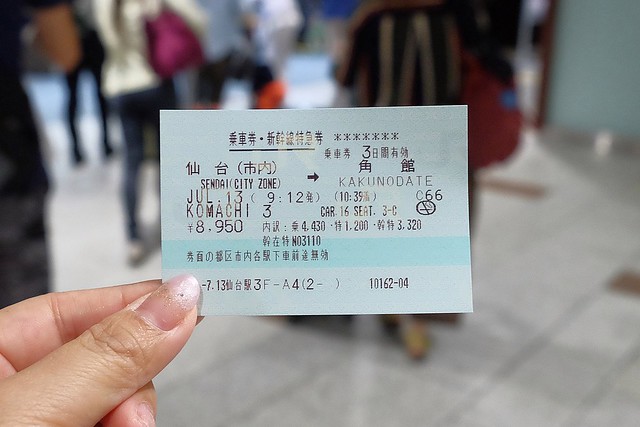 乗車券・新幹線特急券 *******
乗車券 3日間有効
仙 台(市内) → 角 館
SENDAI(CITY ZONE) KAKUNODATE
JUL.13( 9:12発) (10:39着) C66
KOMACHI 3 CAR.16 SEAT. 3-C
¥8,950 内訳:乗4,430・特1,200・幹特3,320
幹在特N03110
券面の都区市内各駅下車前途無効
-7.13仙台駅3F-A4(2- ) 10162-04